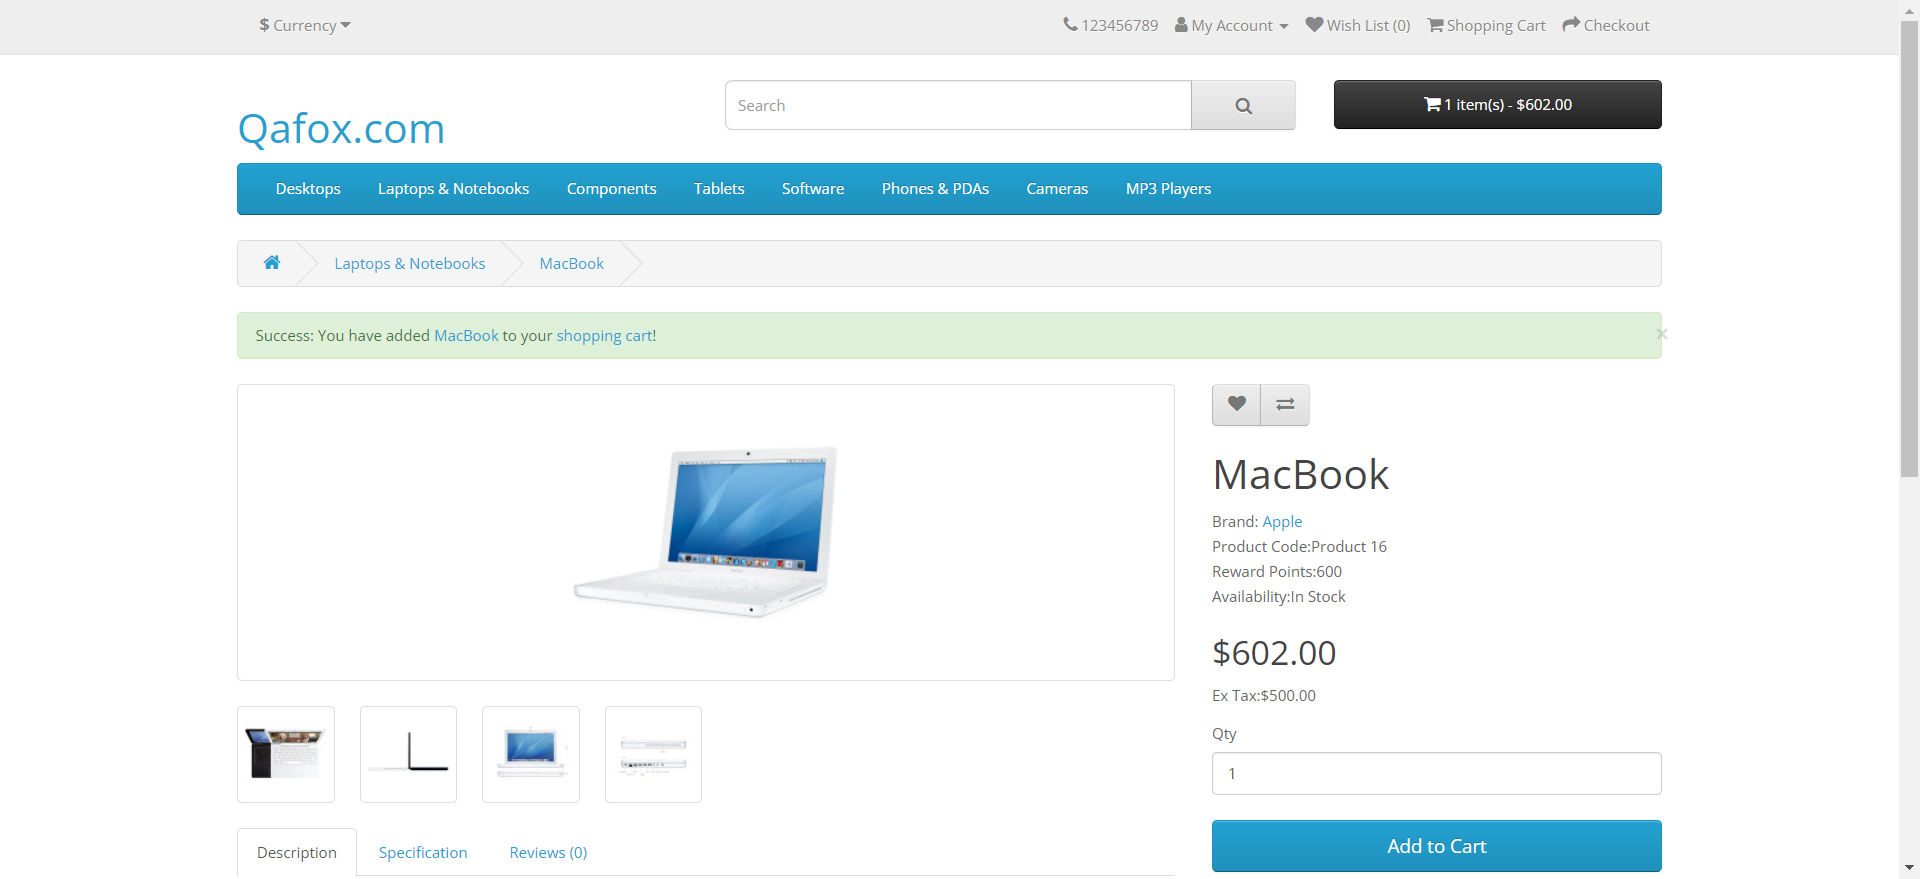 $ Currency
123456789 My Account Wish List (0) Shopping Cart Checkout
Search
1 item(s) - $602.00
Qafox.com
Desktops Laptops & Notebooks Components Tablets Software Phones & PDAs Cameras MP3 Players
Laptops & Notebooks MacBook
Success: You have added MacBook to your shopping cart!
×
MacBook
Brand: Apple
Product Code:Product 16
Reward Points:600
Availability:In Stock
$602.00
Ex Tax:$500.00
Qty
1
Add to Cart
Description Specification Reviews (0)